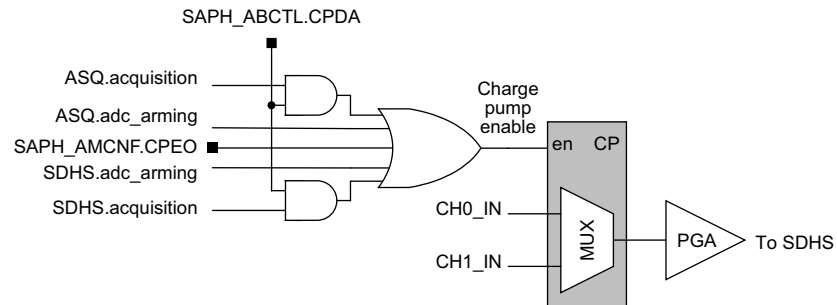 SAPH_ABCTL.CPDA
ASQ.acquisition
ASQ.adc_arming
SAPH_AMCNF.CPEO
SDHS.adc_arming
SDHS.acquisition
Charge
pump
enable
en CP
CH0_IN
CH1_IN
MUX
PGA
To SDHS